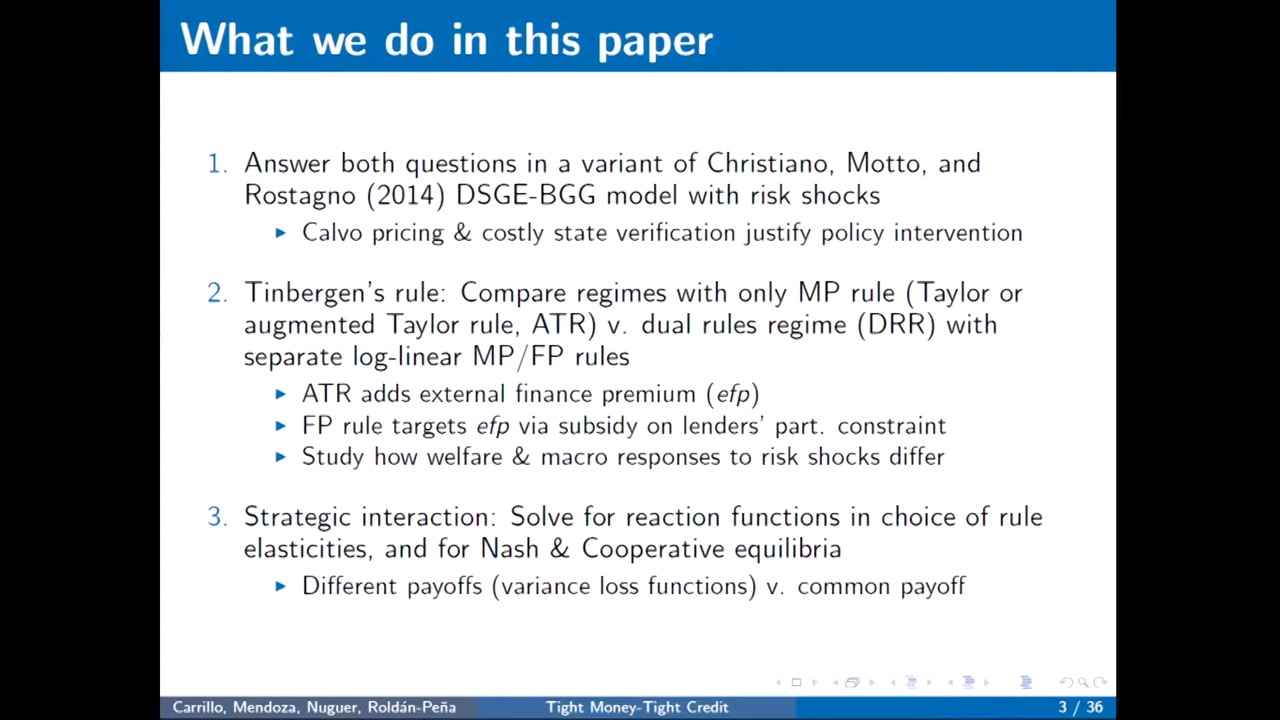 What we do in this paper
1. Answer both questions in a variant of Christiano, Motto, and
Rostagno (2014) DSGE-BGG model with risk shocks
▶ Calvo pricing & costly state verification justify policy intervention
2. Tinbergen's rule: Compare regimes with only MP rule (Taylor or
augmented Taylor rule, ATR) v. dual rules regime (DRR) with
separate log-linear MP/FP rules
▶ ATR adds external finance premium (efp)
▶ FP rule targets efp via subsidy on lenders' part. constraint
▶ Study how welfare & macro responses to risk shocks differ
3. Strategic interaction: Solve for reaction functions in choice of rule
elasticities, and for Nash & Cooperative equilibria
▶ Different payoffs (variance loss functions) v. common payoff
Carrillo, Mendoza, Nuguer, Roldán-Peña
Tight Money-Tight Credit
3 / 36